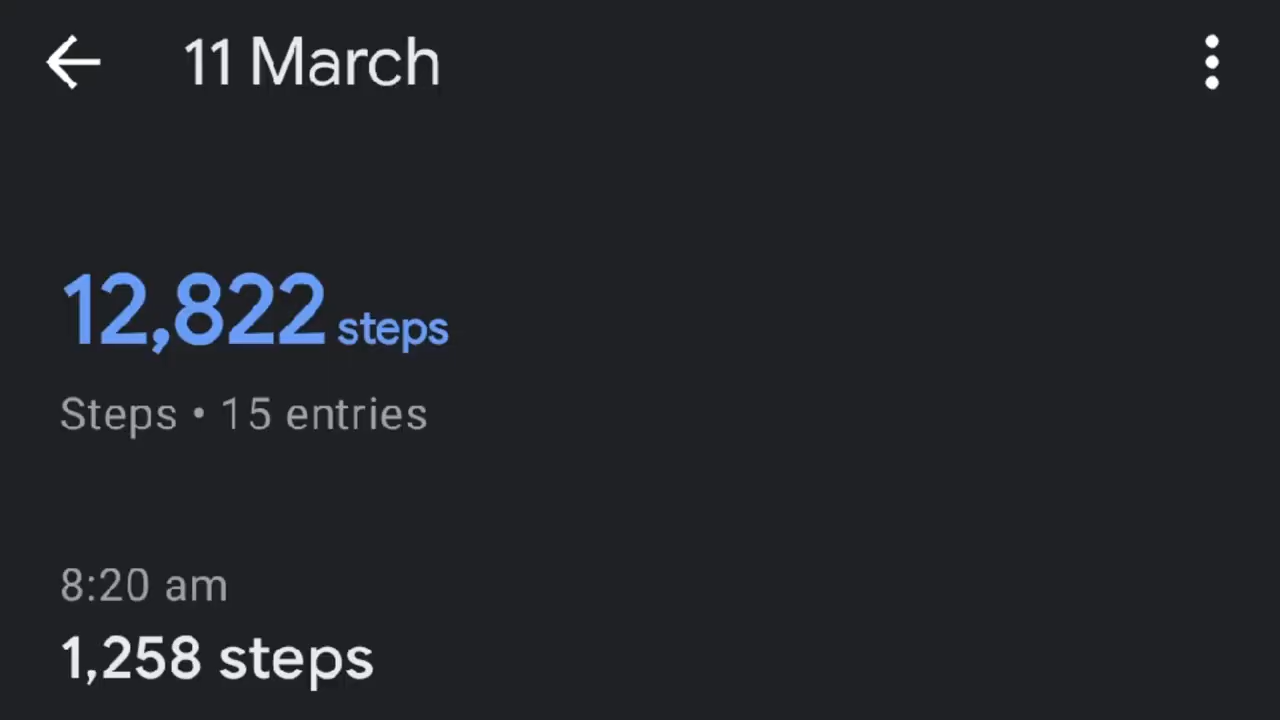 11 March
12,822 steps
Steps • 15 entries
8:20 am
1,258 steps